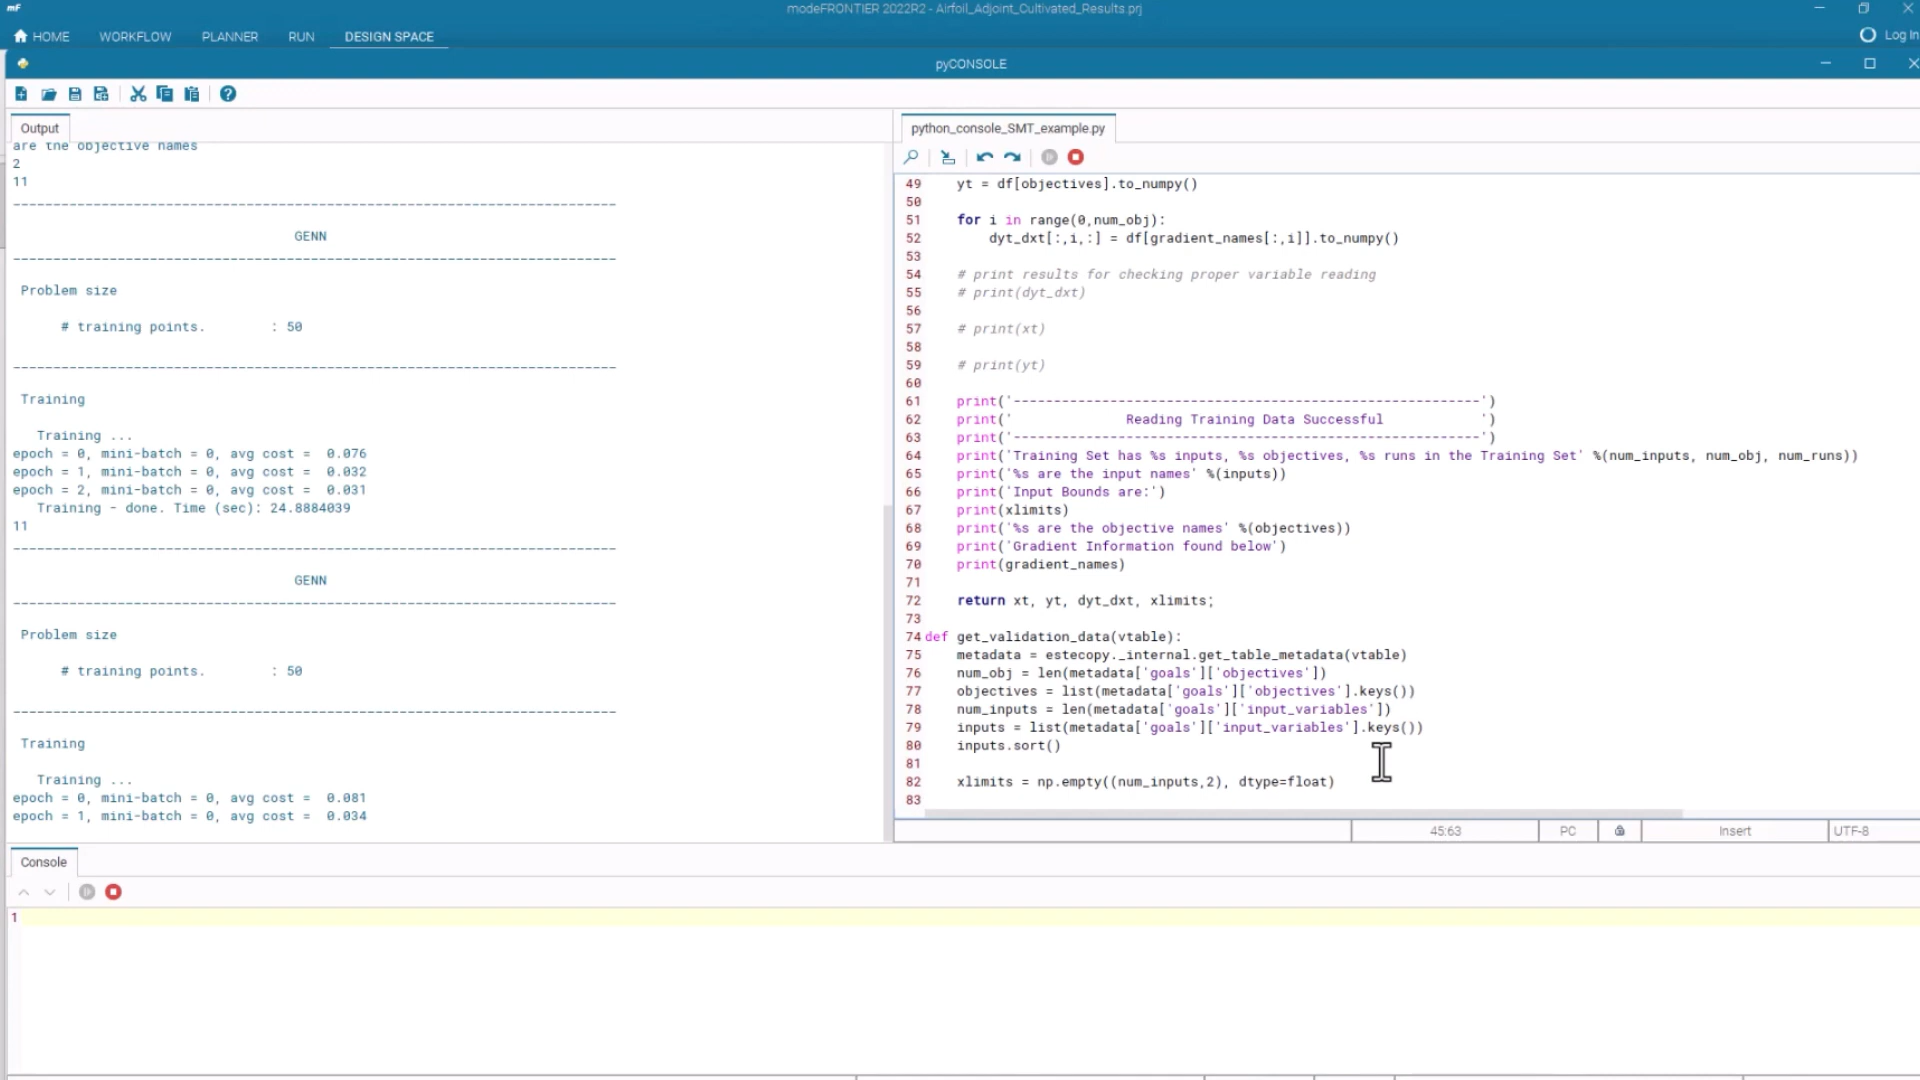 mF
modeFRONTIER 2022R2 - Airfoil_Adjoint_Cultivated_Results.prj
HOME WORKFLOW PLANNER RUN DESIGN SPACE Log In
pyCONSOLE
Output
are the objective names
2
11
--------------------------------------------------------------------------
GENN
--------------------------------------------------------------------------
Problem size
# training points. : 50
--------------------------------------------------------------------------
Training
Training ...
epoch = 0, mini-batch = 0, avg cost = 0.076
epoch = 1, mini-batch = 0, avg cost = 0.032
epoch = 2, mini-batch = 0, avg cost = 0.031
Training - done. Time (sec): 24.8884039
11
--------------------------------------------------------------------------
GENN
--------------------------------------------------------------------------
Problem size
# training points. : 50
--------------------------------------------------------------------------
Training
Training ...
epoch = 0, mini-batch = 0, avg cost = 0.081
epoch = 1, mini-batch = 0, avg cost = 0.034
python_console_SMT_example.py
49 yt = df[objectives].to_numpy()
50
51 for i in range(0,num_obj):
52 dyt_dxt[:,i,:] = df[gradient_names[:,i]].to_numpy()
53
54 # print results for checking proper variable reading
55 # print(dyt_dxt)
56
57 # print(xt)
58
59 # print(yt)
60
61 print('----------------------------------------------------------')
62 print(' Reading Training Data Successful ')
63 print('----------------------------------------------------------')
64 print('Training Set has %s inputs, %s objectives, %s runs in the Training Set' %(num_inputs, num_obj, num_runs))
65 print('%s are the input names' %(inputs))
66 print('Input Bounds are:')
67 print(xlimits)
68 print('%s are the objective names' %(objectives))
69 print('Gradient Information found below')
70 print(gradient_names)
71
72 return xt, yt, dyt_dxt, xlimits;
73
74 def get_validation_data(vtable):
75 metadata = estecopy._internal.get_table_metadata(vtable)
76 num_obj = len(metadata['goals']['objectives'])
77 objectives = list(metadata['goals']['objectives'].keys())
78 num_inputs = len(metadata['goals']['input_variables'])
79 inputs = list(metadata['goals']['input_variables'].keys())
80 inputs.sort()
81
82 xlimits = np.empty((num_inputs,2), dtype=float)
83
45:63 PC Insert UTF-8
Console
1